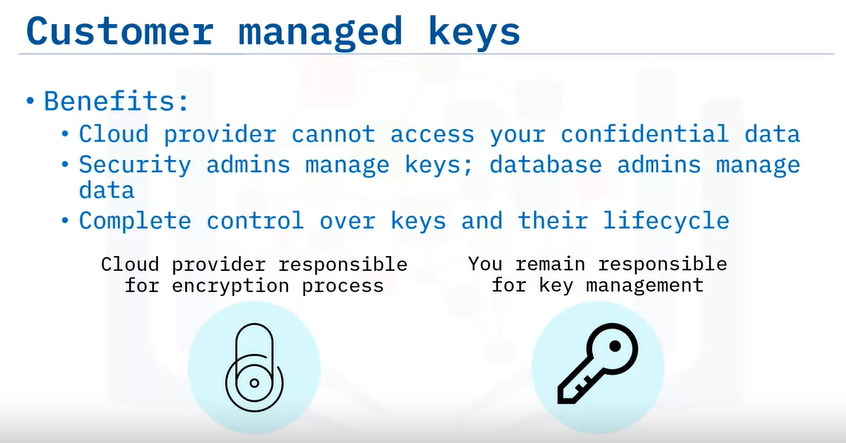 Customer managed keys
• Benefits:
• Cloud provider cannot access your confidential data
• Security admins manage keys; database admins manage
data
• Complete control over keys and their lifecycle
Cloud provider responsible
for encryption process
You remain responsible
for key management